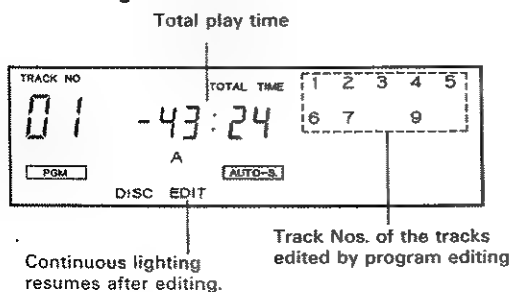 Total play time
TRACK NO
TOTAL TIME
1 2 3 4 5
01 -43:24
6 7 9
A
PGM AUTO-S.
DISC EDIT
Continuous lighting
resumes after editing.
Track Nos. of the tracks
edited by program editing